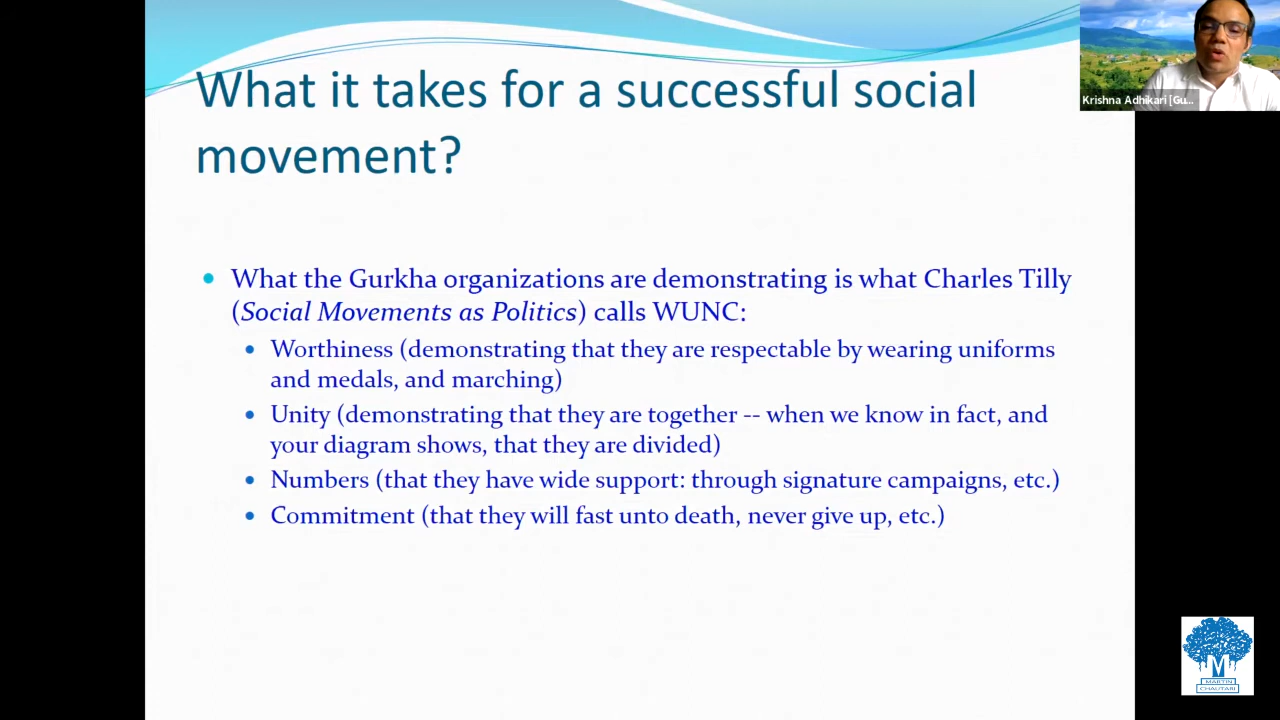 What it takes for a successful social
movement?
What the Gurkha organizations are demonstrating is what Charles Tilly
(Social Movements as Politics) calls WUNC:
Worthiness (demonstrating that they are respectable by wearing uniforms
and medals, and marching)
Unity (demonstrating that they are together -- when we know in fact, and
your diagram shows, that they are divided)
Numbers (that they have wide support: through signature campaigns, etc.)
Commitment (that they will fast unto death, never give up, etc.)
Krishna Adhikari [Gu...
M
MARTIN
CHAUTARI